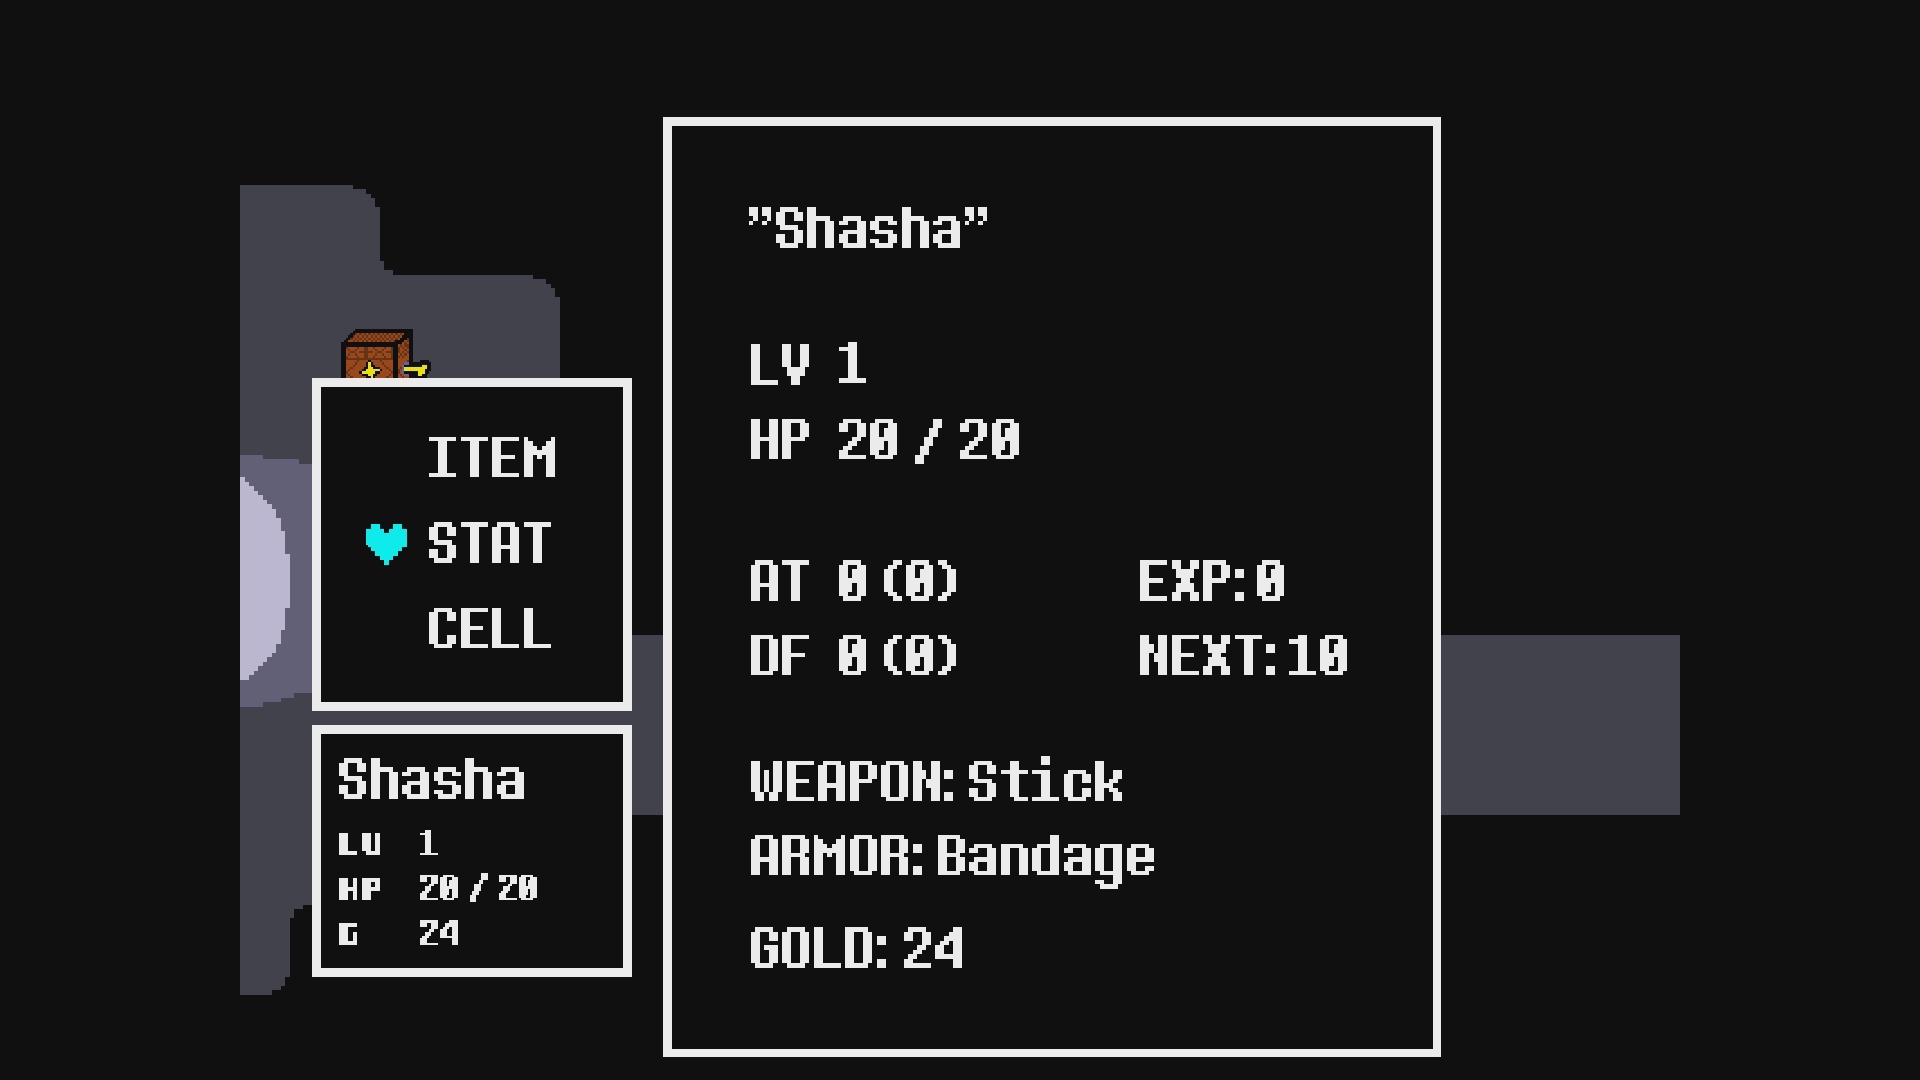 ITEM
STAT
CELL
Shasha
LV 1
HP 20 / 20
G 24
"Shasha"
LV 1
HP 20 / 20
AT 0 (0) EXP: 0
DF 0 (0) NEXT: 10
WEAPON: Stick
ARMOR: Bandage
GOLD: 24